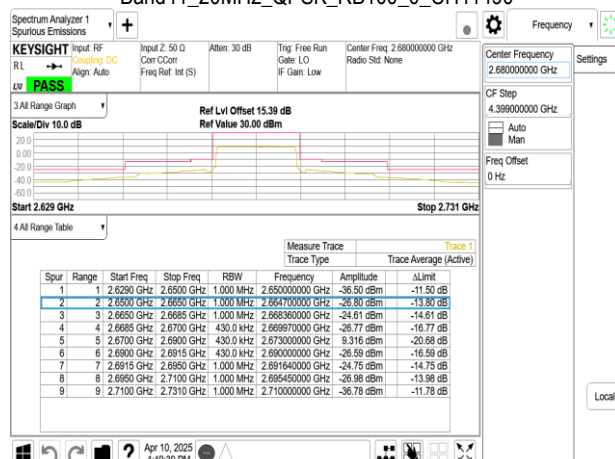 Band41_20MHz_QPSK_RB100_0_CH41490
Spectrum Analyzer 1
Spurious Emissions
Frequency
KEYSIGHT
RL
LXI
PASS
Input: RF
Coupling: DC
Align: Auto
Input Z: 50 Ω
Corr CCorr
Freq Ref: Int (S)
Atten: 30 dB
Trig: Free Run
Gate: LO
IF Gain: Low
Center Freq: 2.680000000 GHz
Radio Std: None
Center Frequency
2.680000000 GHz
Settings
CF Step
4.399000000 GHz
Auto
Man
Freq Offset
0 Hz
3 All Range Graph
Scale/Div 10.0 dB
Ref Lvl Offset 15.39 dB
Ref Value 30.00 dBm
20.0
0.00
-20.0
-40.0
-60.0
Start 2.629 GHz
Stop 2.731 GHz
4 All Range Table
Measure Trace Trace 1
Trace Type Trace Average (Active)
Spur Range Start Freq Stop Freq RBW Frequency Amplitude ΔLimit
1 1 2.6290 GHz 2.6500 GHz 1.000 MHz 2.650000000 GHz -36.50 dBm -11.50 dB
2 2 2.6500 GHz 2.6650 GHz 1.000 MHz 2.664700000 GHz -26.80 dBm -13.80 dB
3 3 2.6650 GHz 2.6685 GHz 1.000 MHz 2.668360000 GHz -24.61 dBm -14.61 dB
4 4 2.6685 GHz 2.6700 GHz 430.0 kHz 2.669970000 GHz -26.77 dBm -16.77 dB
5 5 2.6700 GHz 2.6900 GHz 430.0 kHz 2.673000000 GHz 9.316 dBm -20.68 dB
6 6 2.6900 GHz 2.6915 GHz 430.0 kHz 2.690000000 GHz -26.59 dBm -16.59 dB
7 7 2.6915 GHz 2.6950 GHz 1.000 MHz 2.691640000 GHz -24.75 dBm -14.75 dB
8 8 2.6950 GHz 2.7100 GHz 1.000 MHz 2.695450000 GHz -26.98 dBm -13.98 dB
9 9 2.7100 GHz 2.7310 GHz 1.000 MHz 2.710000000 GHz -36.78 dBm -11.78 dB
Local
Apr 10, 2025